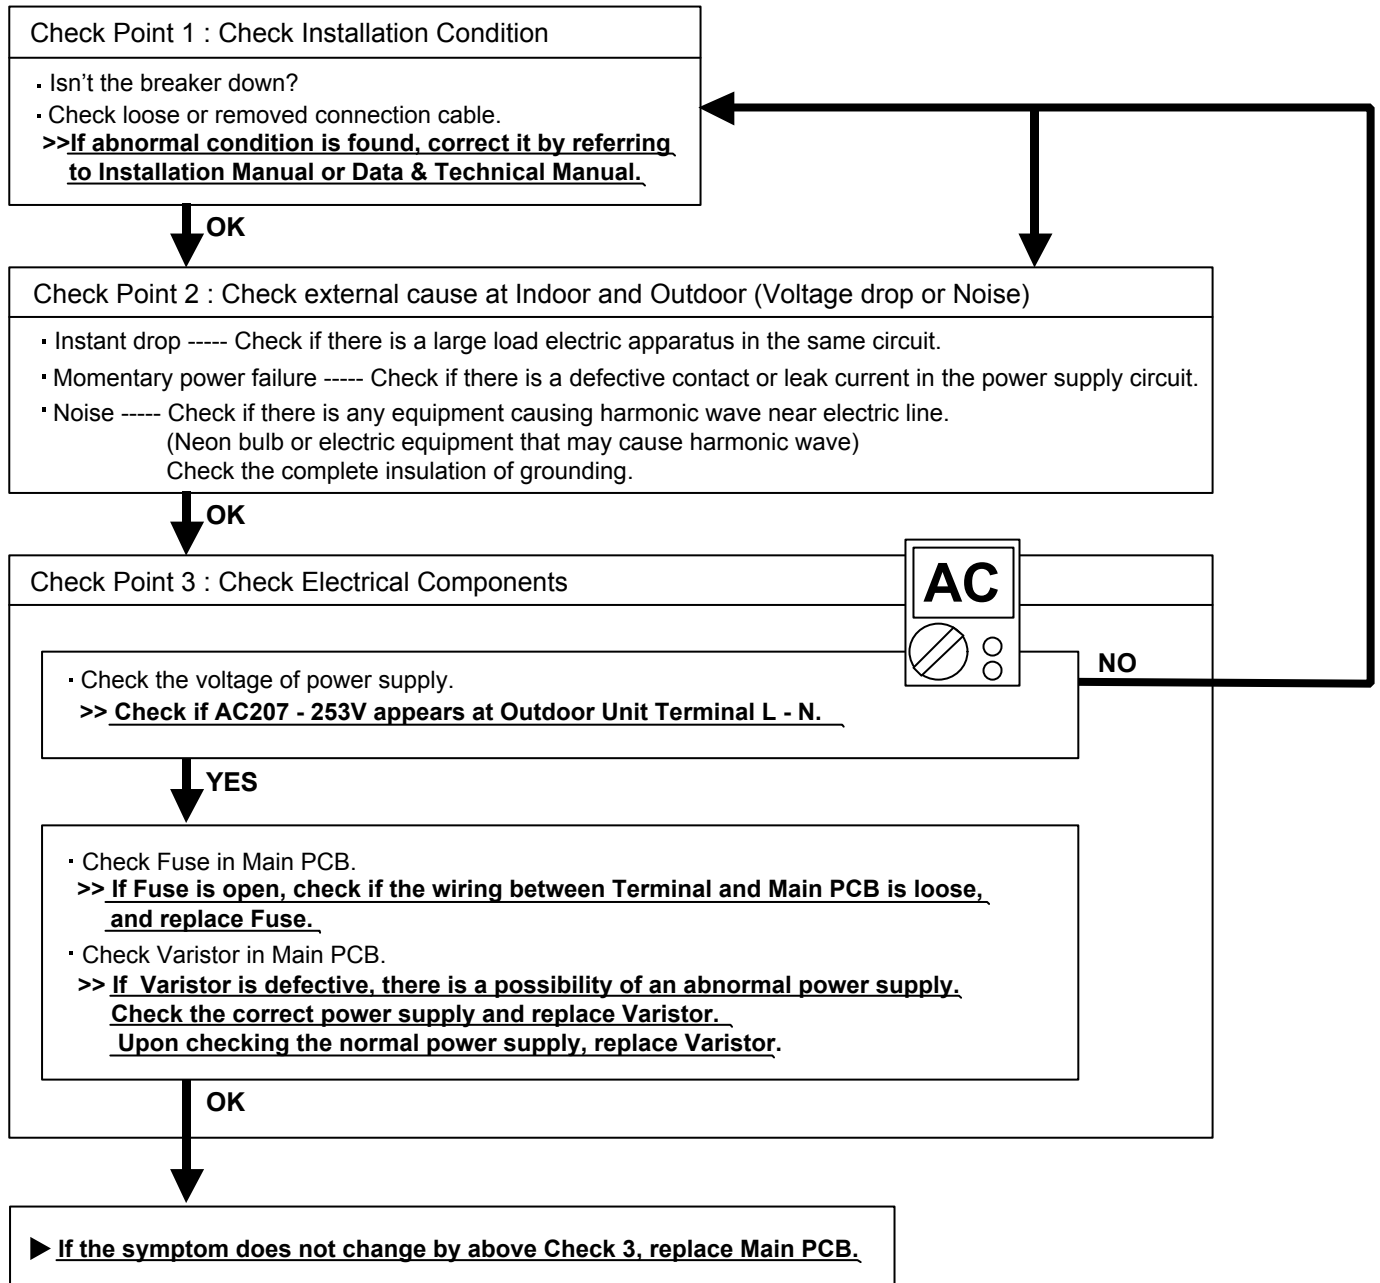 Check Point 1 : Check Installation Condition
· Isn't the breaker down?
· Check loose or removed connection cable.
>>If abnormal condition is found, correct it by referring
to Installation Manual or Data & Technical Manual.
OK
Check Point 2 : Check external cause at Indoor and Outdoor (Voltage drop or Noise)
· Instant drop ----- Check if there is a large load electric apparatus in the same circuit.
· Momentary power failure ----- Check if there is a defective contact or leak current in the power supply circuit.
· Noise ----- Check if there is any equipment causing harmonic wave near electric line.
(Neon bulb or electric equipment that may cause harmonic wave)
Check the complete insulation of grounding.
OK
Check Point 3 : Check Electrical Components
AC
NO
· Check the voltage of power supply.
>> Check if AC207 - 253V appears at Outdoor Unit Terminal L - N.
YES
· Check Fuse in Main PCB.
>> If Fuse is open, check if the wiring between Terminal and Main PCB is loose,
and replace Fuse.
· Check Varistor in Main PCB.
>> If  Varistor is defective, there is a possibility of an abnormal power supply.
Check the correct power supply and replace Varistor.
Upon checking the normal power supply, replace Varistor.
OK
▶ If the symptom does not change by above Check 3, replace Main PCB.